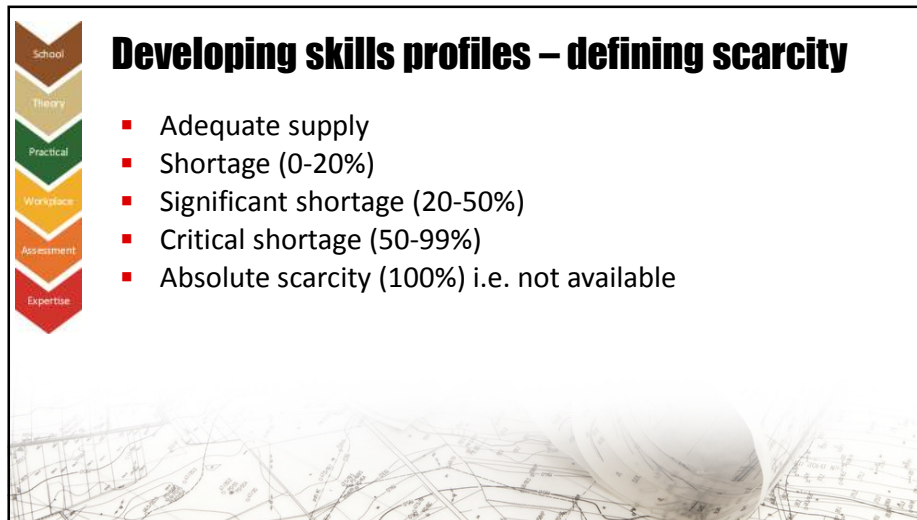 Developing skills profiles – defining scarcity
School
Theory
Practical
Workplace
Assessment
Expertise
▪ Adequate supply
▪ Shortage (0-20%)
▪ Significant shortage (20-50%)
▪ Critical shortage (50-99%)
▪ Absolute scarcity (100%) i.e. not available